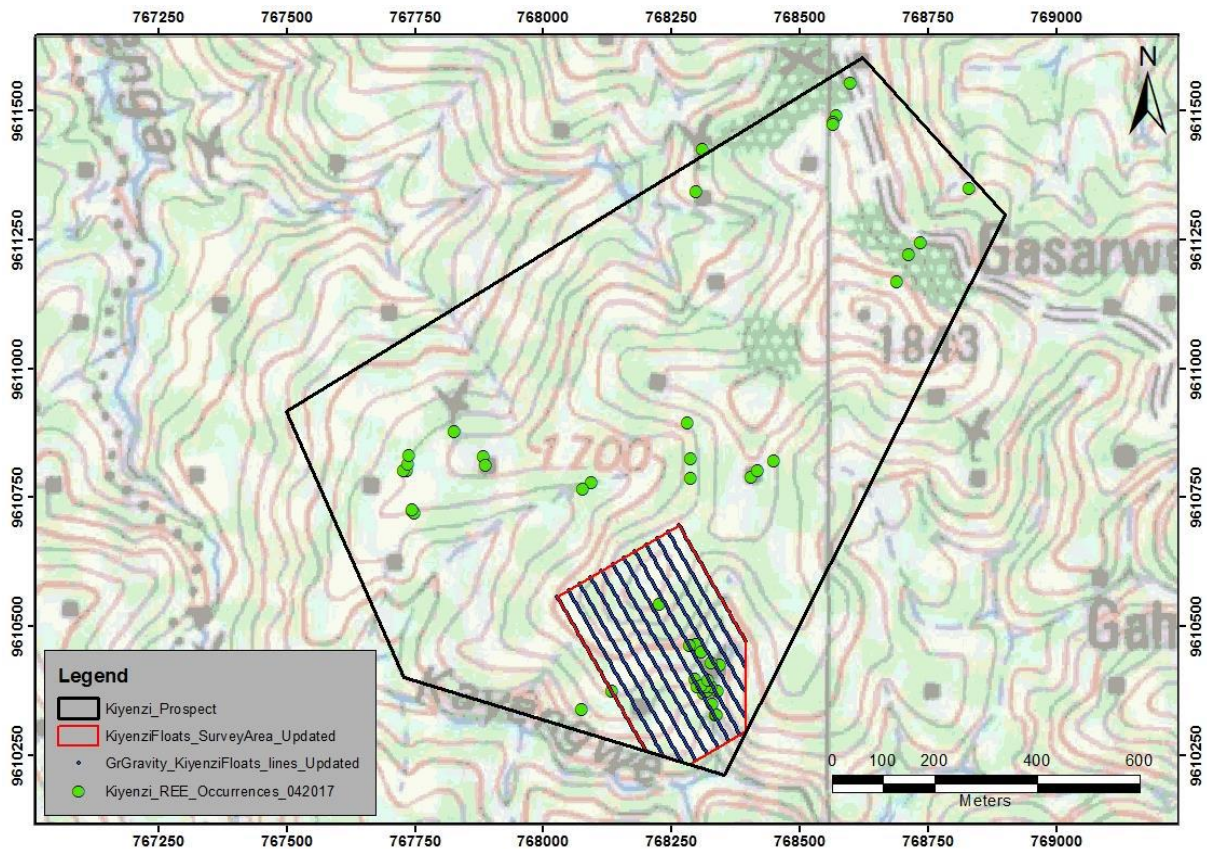 767500 767750 768000 768250 768500 768750 769000
N
9611500 9611500
9611250 9611250
Gasarwe
9611000 9611000
1843
1700
9610750 9610750
9610500 9610500
Gah
Legend
Kiyenzi_Prospect
KiyenziFloats_SurveyArea_Updated
GrGravity_KiyenziFloats_lines_Updated
Kiyenzi_REE_Occurrences_042017
9610250 9610250
0 200 400 600
Meters
767250 767500 767750 768000 768250 768500 768750 769000